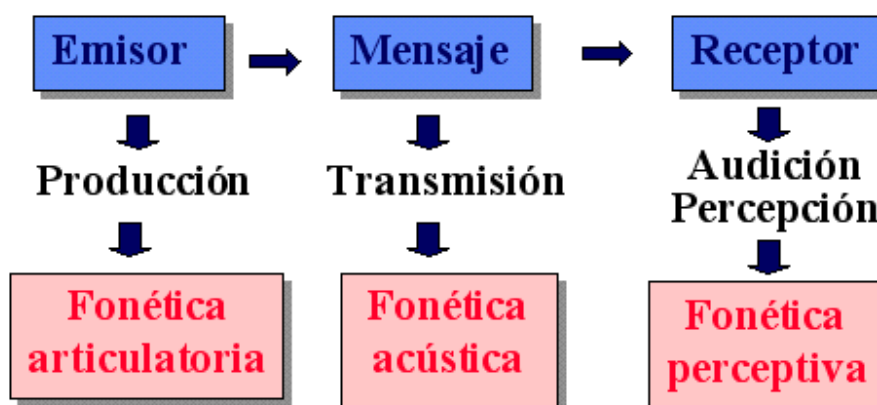 Emisor
Mensaje
Receptor
Producción
Transmisión
Audición
Percepción
Fonética
articulatoria
Fonética
acústica
Fonética
perceptiva